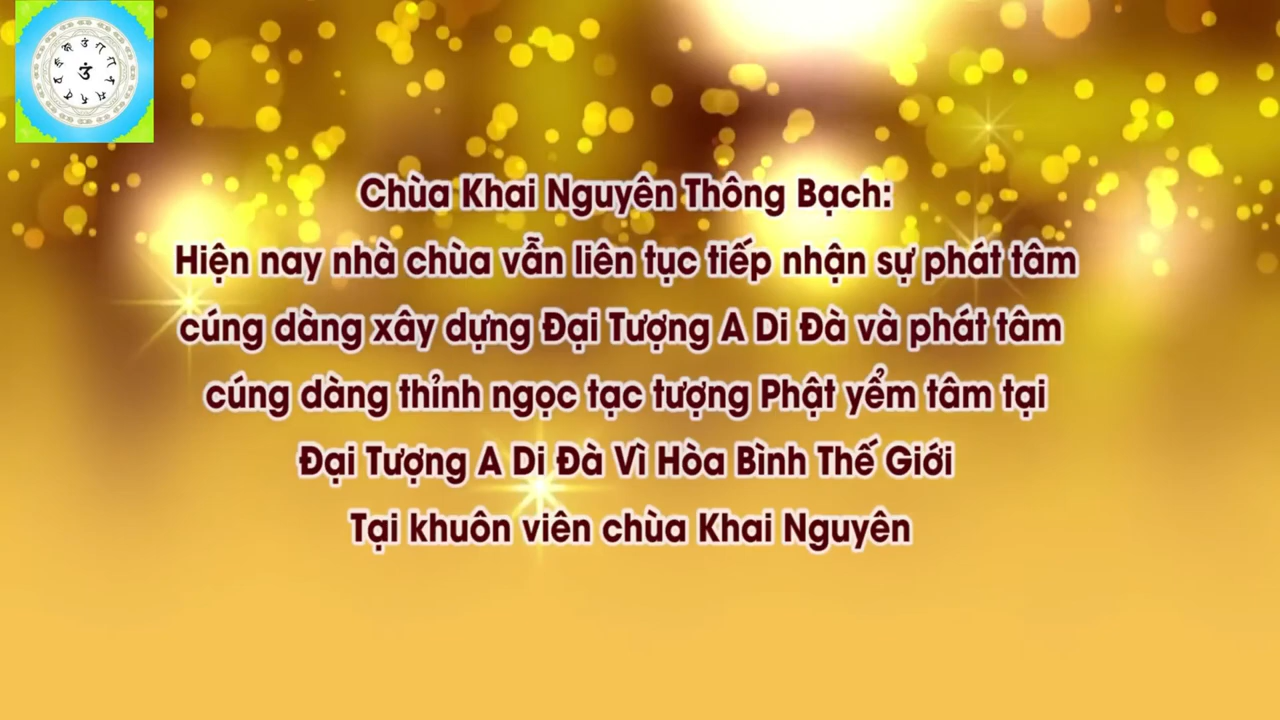 Chùa Khai Nguyên Thông Bạch:
Hiện nay nhà chùa vẫn liên tục tiếp nhận sự phát tâm
cúng dàng xây dựng Đại Tượng A Di Đà và phát tâm
cúng dàng thỉnh ngọc tạc tượng Phật yểm tâm tại
Đại Tượng A Di Đà Vì Hòa Bình Thế Giới
Tại khuôn viên chùa Khai Nguyên